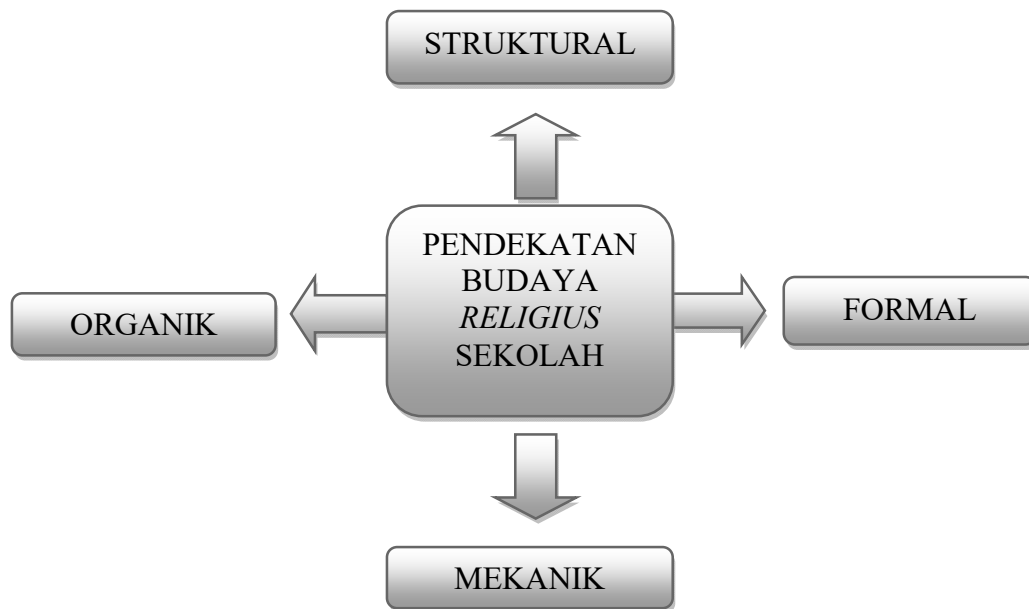 STRUKTURAL
PENDEKATAN
BUDAYA
RELIGIUS
SEKOLAH
ORGANIK
FORMAL
MEKANIK